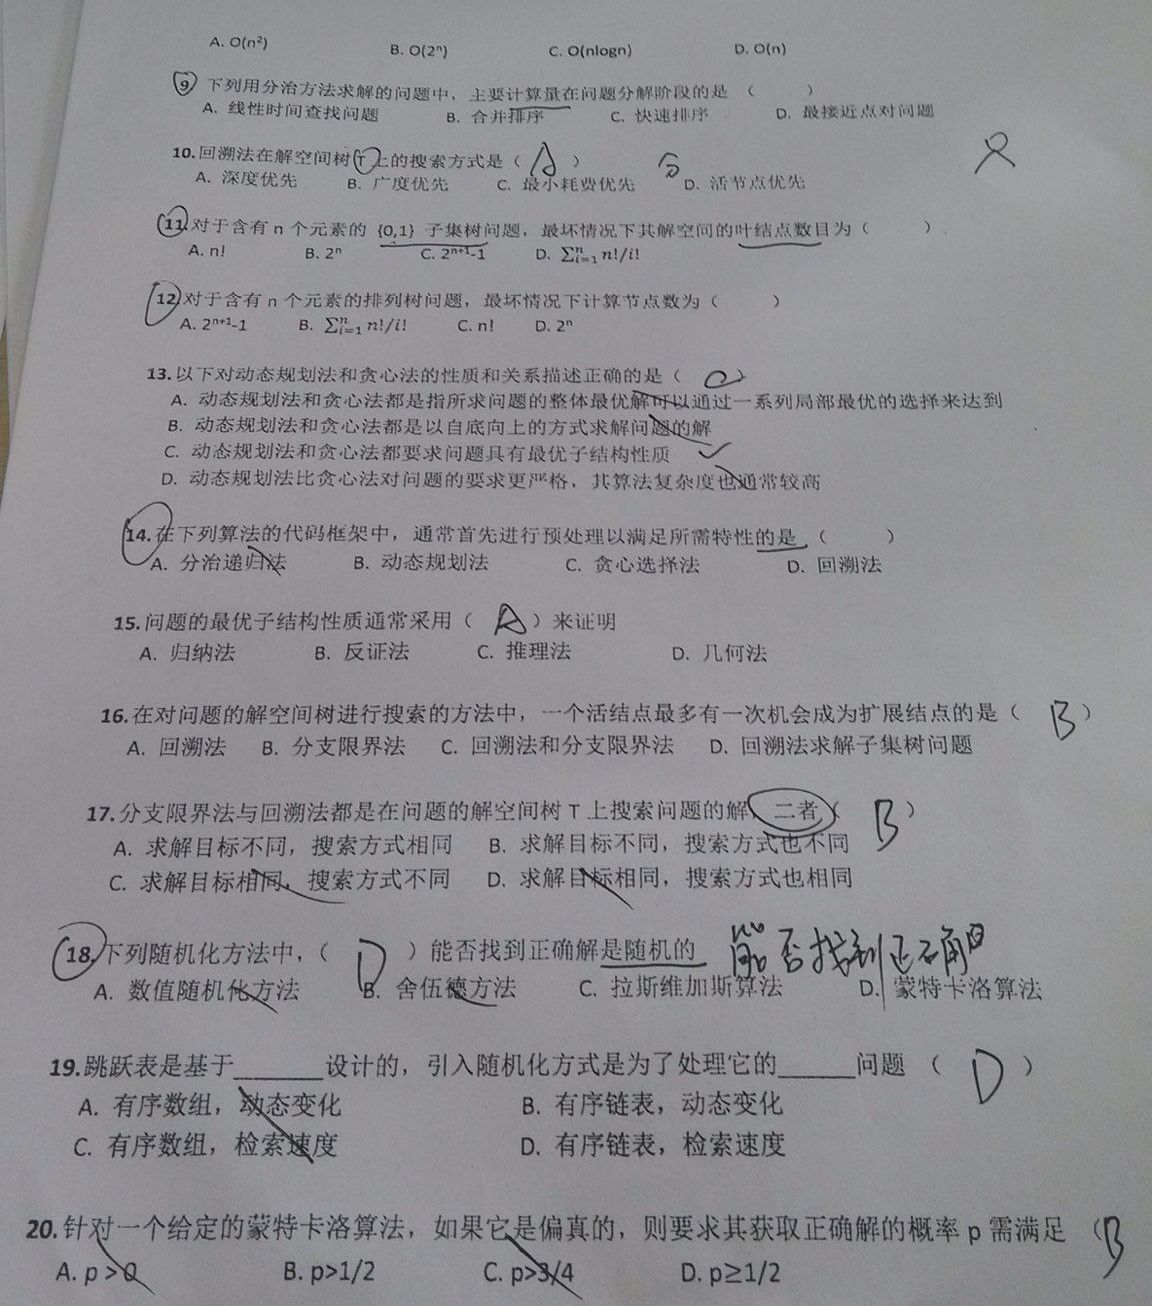 A. O(n²) B. O(2ⁿ) C. O(nlogn) D. O(n)
9. 下列用分治方法求解的问题中，主要计算量在问题分解阶段的是（ ）
A. 线性时间查找问题 B. 合并排序 C. 快速排序 D. 最接近点对问题
10. 回溯法在解空间树 T 上的搜索方式是（ A ）
A. 深度优先 B. 广度优先 C. 最小耗费优先 D. 活节点优先
11. 对于含有 n 个元素的 {0,1} 子集树问题，最坏情况下其解空间的叶结点数目为（ ）
A. n! B. 2ⁿ C. 2ⁿ⁺¹-1 D. ∑ⁿᵢ₌₁ n!/i!
12. 对于含有 n 个元素的排列树问题，最坏情况下计算节点数为（ ）
A. 2ⁿ⁺¹-1 B. ∑ⁿᵢ₌₁ n!/i! C. n! D. 2ⁿ
13. 以下对动态规划法和贪心法的性质和关系描述正确的是（ C ）
A. 动态规划法和贪心法都是指所求问题的整体最优解可以通过一系列局部最优的选择来达到
B. 动态规划法和贪心法都是以自底向上的方式求解问题的解
C. 动态规划法和贪心法都要求问题具有最优子结构性质
D. 动态规划法比贪心法对问题的要求更严格，其算法复杂度也通常较高
14. 在下列算法的代码框架中，通常首先进行预处理以满足所需特性的是（ ）
A. 分治递归法 B. 动态规划法 C. 贪心选择法 D. 回溯法
15. 问题的最优子结构性质通常采用（ A ）来证明
A. 归纳法 B. 反证法 C. 推理法 D. 几何法
16. 在对问题的解空间树进行搜索的方法中，一个活结点最多有一次机会成为扩展结点的是（ B ）
A. 回溯法 B. 分支限界法 C. 回溯法和分支限界法 D. 回溯法求解子集树问题
17. 分支限界法与回溯法都是在问题的解空间树 T 上搜索问题的解，二者（ B ）
A. 求解目标不同，搜索方式相同 B. 求解目标不同，搜索方式也不同
C. 求解目标相同，搜索方式不同 D. 求解目标相同，搜索方式也相同
18. 下列随机化方法中，（ D ）能否找到正确解是随机的 能否找到正确解
A. 数值随机化方法 B. 舍伍德方法 C. 拉斯维加斯算法 D. 蒙特卡洛算法
19. 跳跃表是基于______设计的，引入随机化方式是为了处理它的_____问题（ D ）
A. 有序数组，动态变化 B. 有序链表，动态变化
C. 有序数组，检索速度 D. 有序链表，检索速度
20. 针对一个给定的蒙特卡洛算法，如果它是偏真的，则要求其获取正确解的概率 p 需满足（ B
A. p > 0 B. p>1/2 C. p>3/4 D. p≥1/2